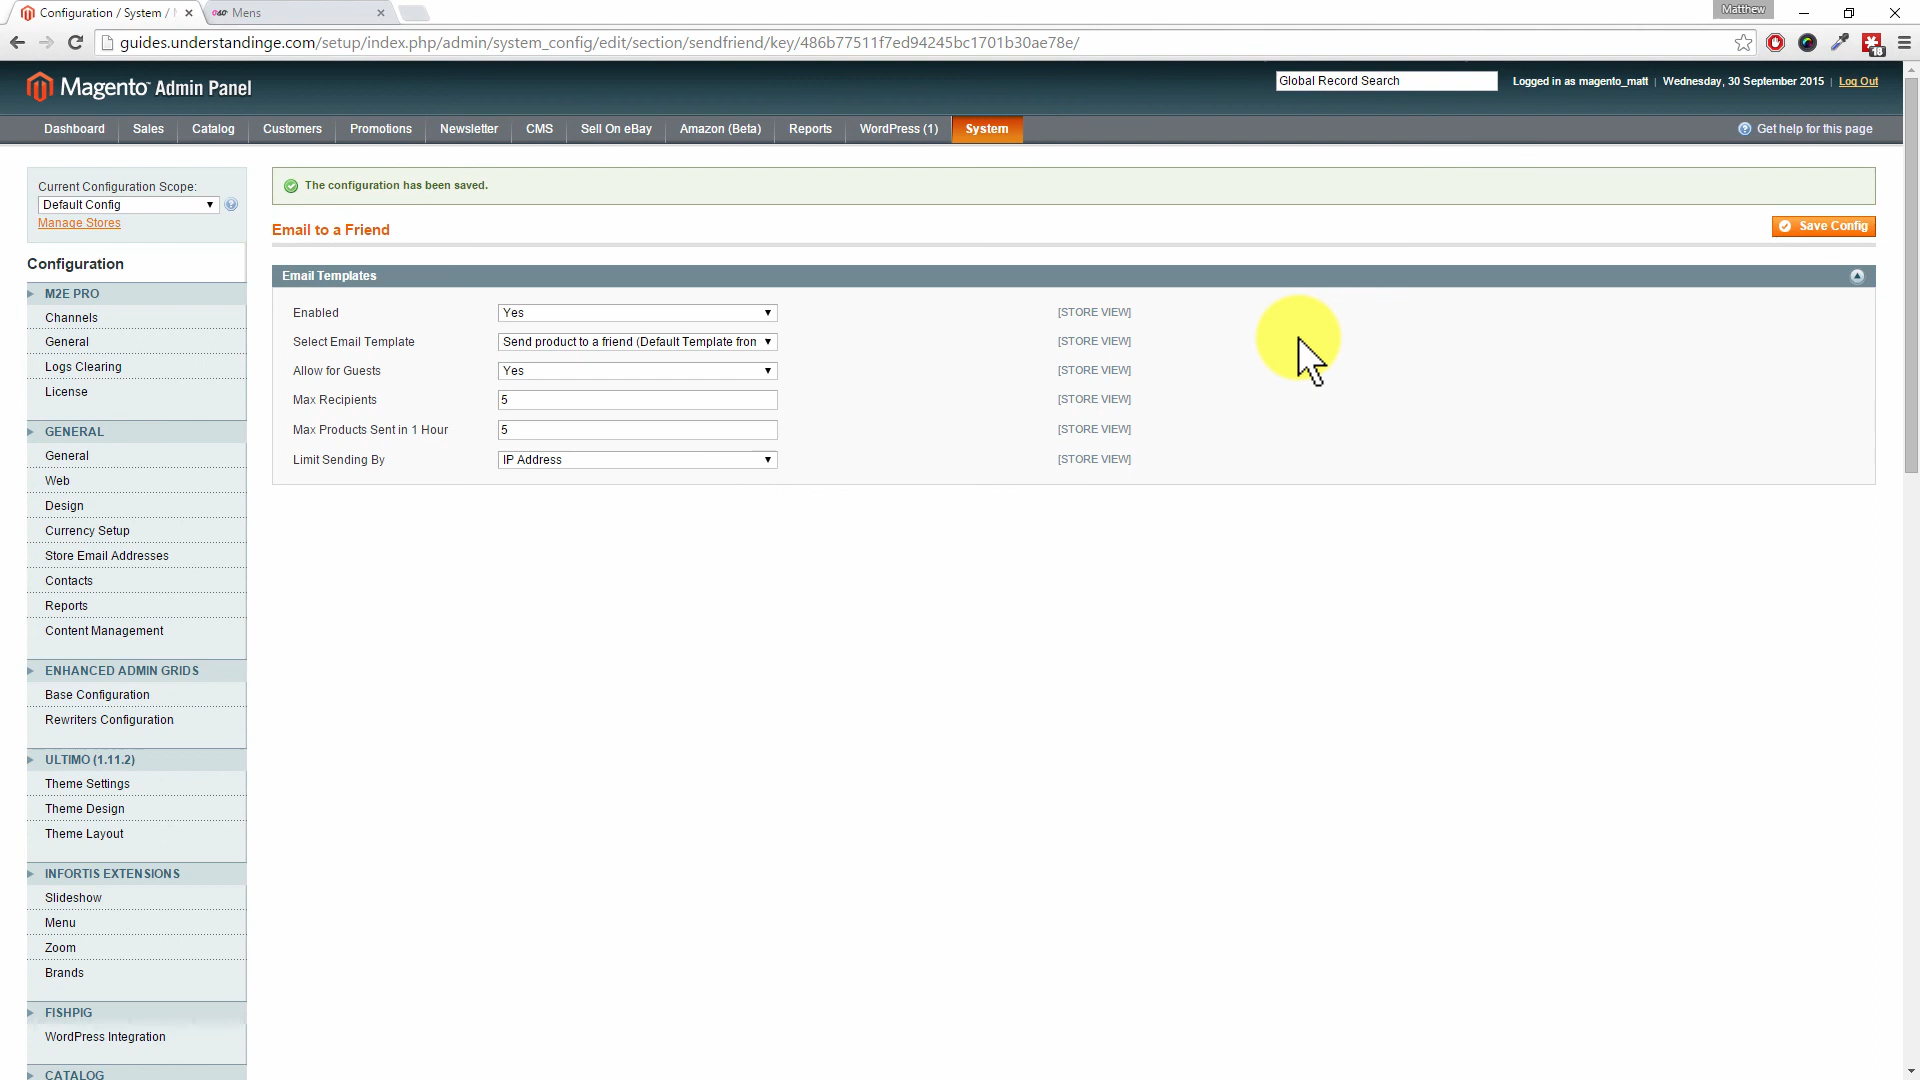 Configuration / System /
Mens
Matthew
guides.understandinge.com/setup/index.php/admin/system_config/edit/section/sendfriend/key/486b77511f7ed94245bc1701b30ae78e/
18
Magento Admin Panel
Global Record Search
Logged in as magento_matt | Wednesday, 30 September 2015 | Log Out
Dashboard Sales Catalog Customers Promotions Newsletter CMS Sell On eBay Amazon (Beta) Reports WordPress (1) System
Get help for this page
Current Configuration Scope:
Default Config
Manage Stores
Configuration
M2E PRO
Channels
General
Logs Clearing
License
GENERAL
General
Web
Design
Currency Setup
Store Email Addresses
Contacts
Reports
Content Management
ENHANCED ADMIN GRIDS
Base Configuration
Rewriters Configuration
ULTIMO (1.11.2)
Theme Settings
Theme Design
Theme Layout
INFORTIS EXTENSIONS
Slideshow
Menu
Zoom
Brands
FISHPIG
WordPress Integration
CATALOG
The configuration has been saved.
Email to a Friend
Save Config
Email Templates
Enabled Yes [STORE VIEW]
Select Email Template Send product to a friend (Default Template fron [STORE VIEW]
Allow for Guests Yes [STORE VIEW]
Max Recipients 5 [STORE VIEW]
Max Products Sent in 1 Hour 5 [STORE VIEW]
Limit Sending By IP Address [STORE VIEW]